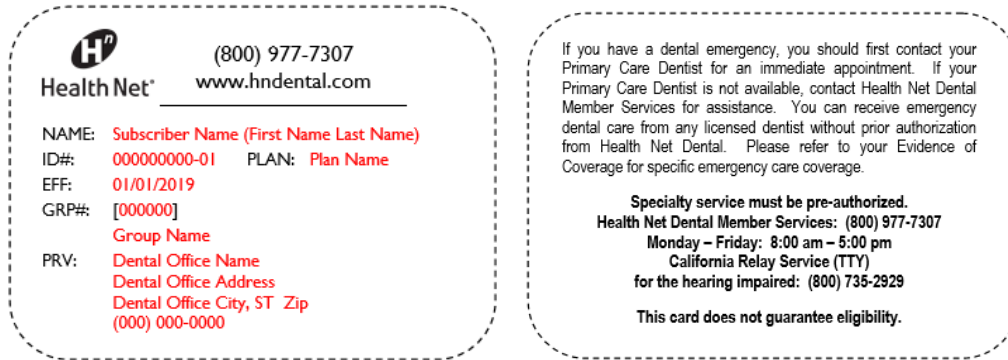 Hn
Health Net®
(800) 977-7307
www.hndental.com
NAME: Subscriber Name (First Name Last Name)
ID#: 000000000-01 PLAN: Plan Name
EFF: 01/01/2019
GRP#: [000000]
Group Name
PRV: Dental Office Name
Dental Office Address
Dental Office City, ST Zip
(000) 000-0000
If you have a dental emergency, you should first contact your
Primary Care Dentist for an immediate appointment. If your
Primary Care Dentist is not available, contact Health Net Dental
Member Services for assistance. You can receive emergency
dental care from any licensed dentist without prior authorization
from Health Net Dental. Please refer to your Evidence of
Coverage for specific emergency care coverage.
Specialty service must be pre-authorized.
Health Net Dental Member Services: (800) 977-7307
Monday – Friday: 8:00 am – 5:00 pm
California Relay Service (TTY)
for the hearing impaired: (800) 735-2929
This card does not guarantee eligibility.